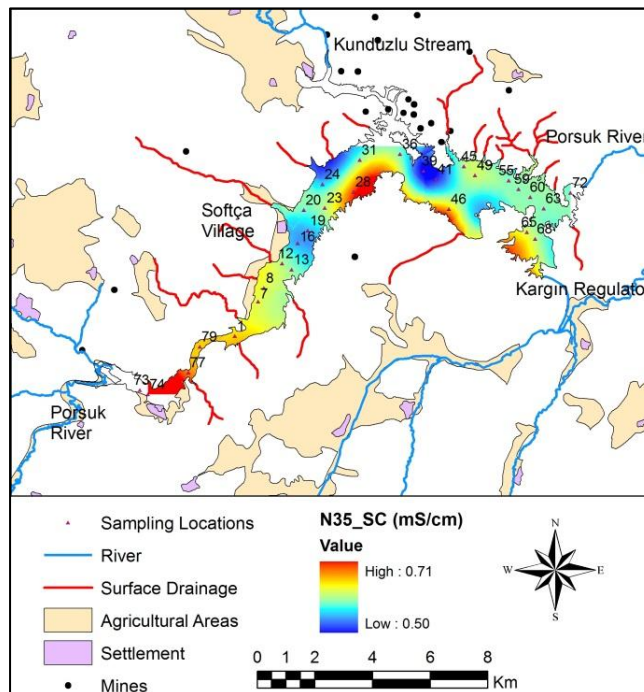 Kunduzlu Stream
36
31
39
41
45
49
Porsuk River
55
59
60
72
24
28
20
23
46
63
Softça
Village
19
16
65
68
12
13
8
7
Kargın Regulato
1
79
77
73
74
Porsuk
River
Sampling Locations
River
Surface Drainage
Agricultural Areas
Settlement
Mines
N35_SC (mS/cm)
Value
High : 0.71
Low : 0.50
N
W
E
S
0 1 2 4 6 8
Km